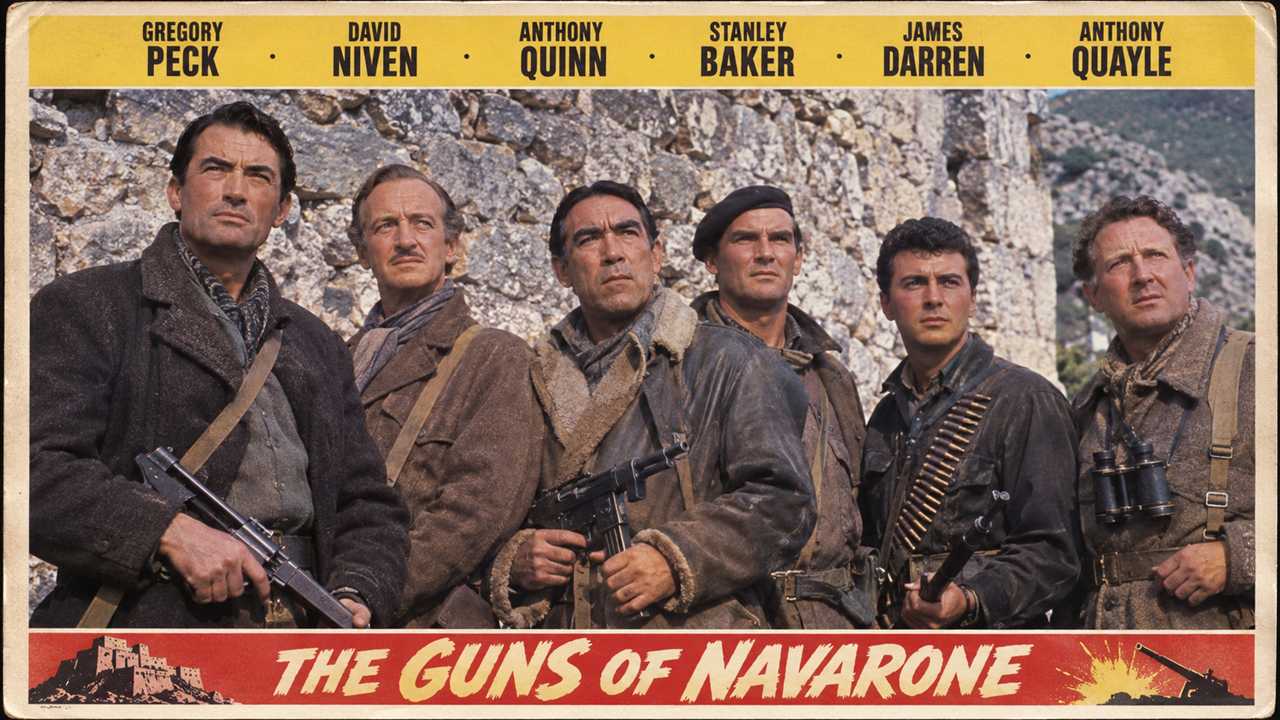 GREGORY PECK · DAVID NIVEN · ANTHONY QUINN · STANLEY BAKER · JAMES DARREN · ANTHONY QUAYLE
THE GUNS OF NAVARONE